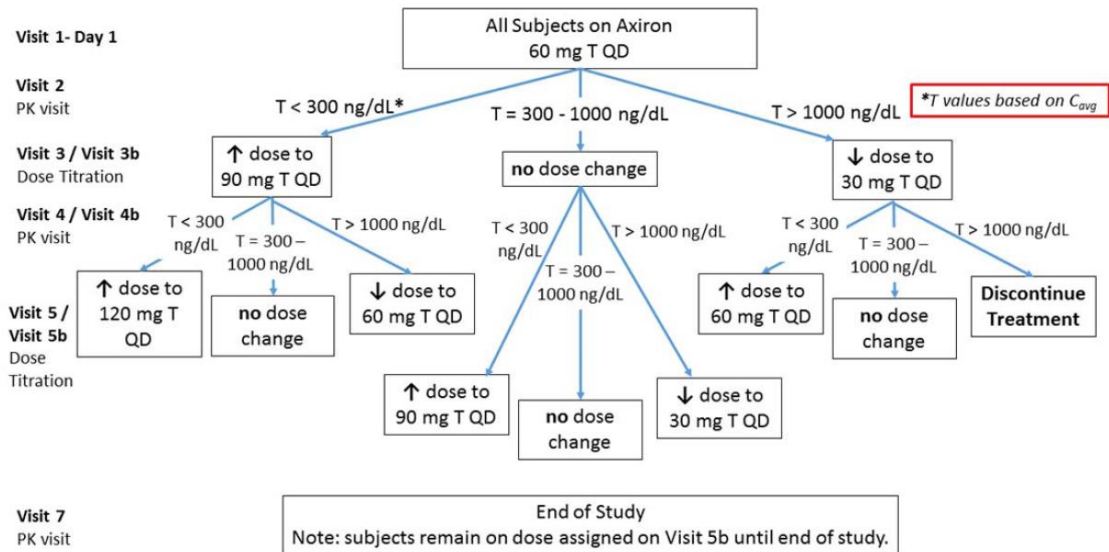 Visit 1- Day 1
All Subjects on Axiron
60 mg T QD
Visit 2
PK visit
T < 300 ng/dL*
T = 300 - 1000 ng/dL
T > 1000 ng/dL
*T values based on Cavg
Visit 3 / Visit 3b
Dose Titration
↑ dose to
90 mg T QD
no dose change
↓ dose to
30 mg T QD
Visit 4 / Visit 4b
PK visit
T < 300
ng/dL
T = 300 –
1000 ng/dL
T > 1000 ng/dL
T < 300
ng/dL
T = 300 –
1000 ng/dL
T > 1000 ng/dL
T < 300
ng/dL
T = 300 –
1000 ng/dL
T > 1000 ng/dL
Visit 5 /
Visit 5b
Dose
Titration
↑ dose to
120 mg T
QD
no dose
change
↓ dose to
60 mg T QD
↑ dose to
90 mg T QD
no dose
change
↓ dose to
30 mg T QD
↑ dose to
60 mg T QD
no dose
change
Discontinue
Treatment
Visit 7
PK visit
End of Study
Note: subjects remain on dose assigned on Visit 5b until end of study.